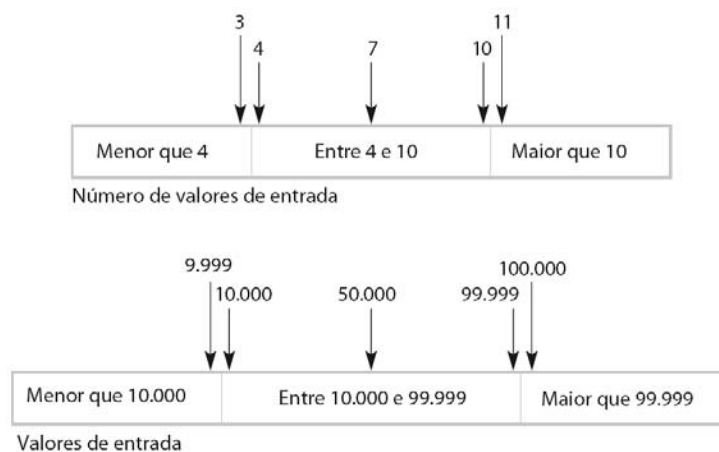 3 11
4 7 10
Menor que 4 Entre 4 e 10 Maior que 10
Número de valores de entrada
9.999 100.000
10.000 50.000 99.999
Menor que 10.000 Entre 10.000 e 99.999 Maior que 99.999
Valores de entrada